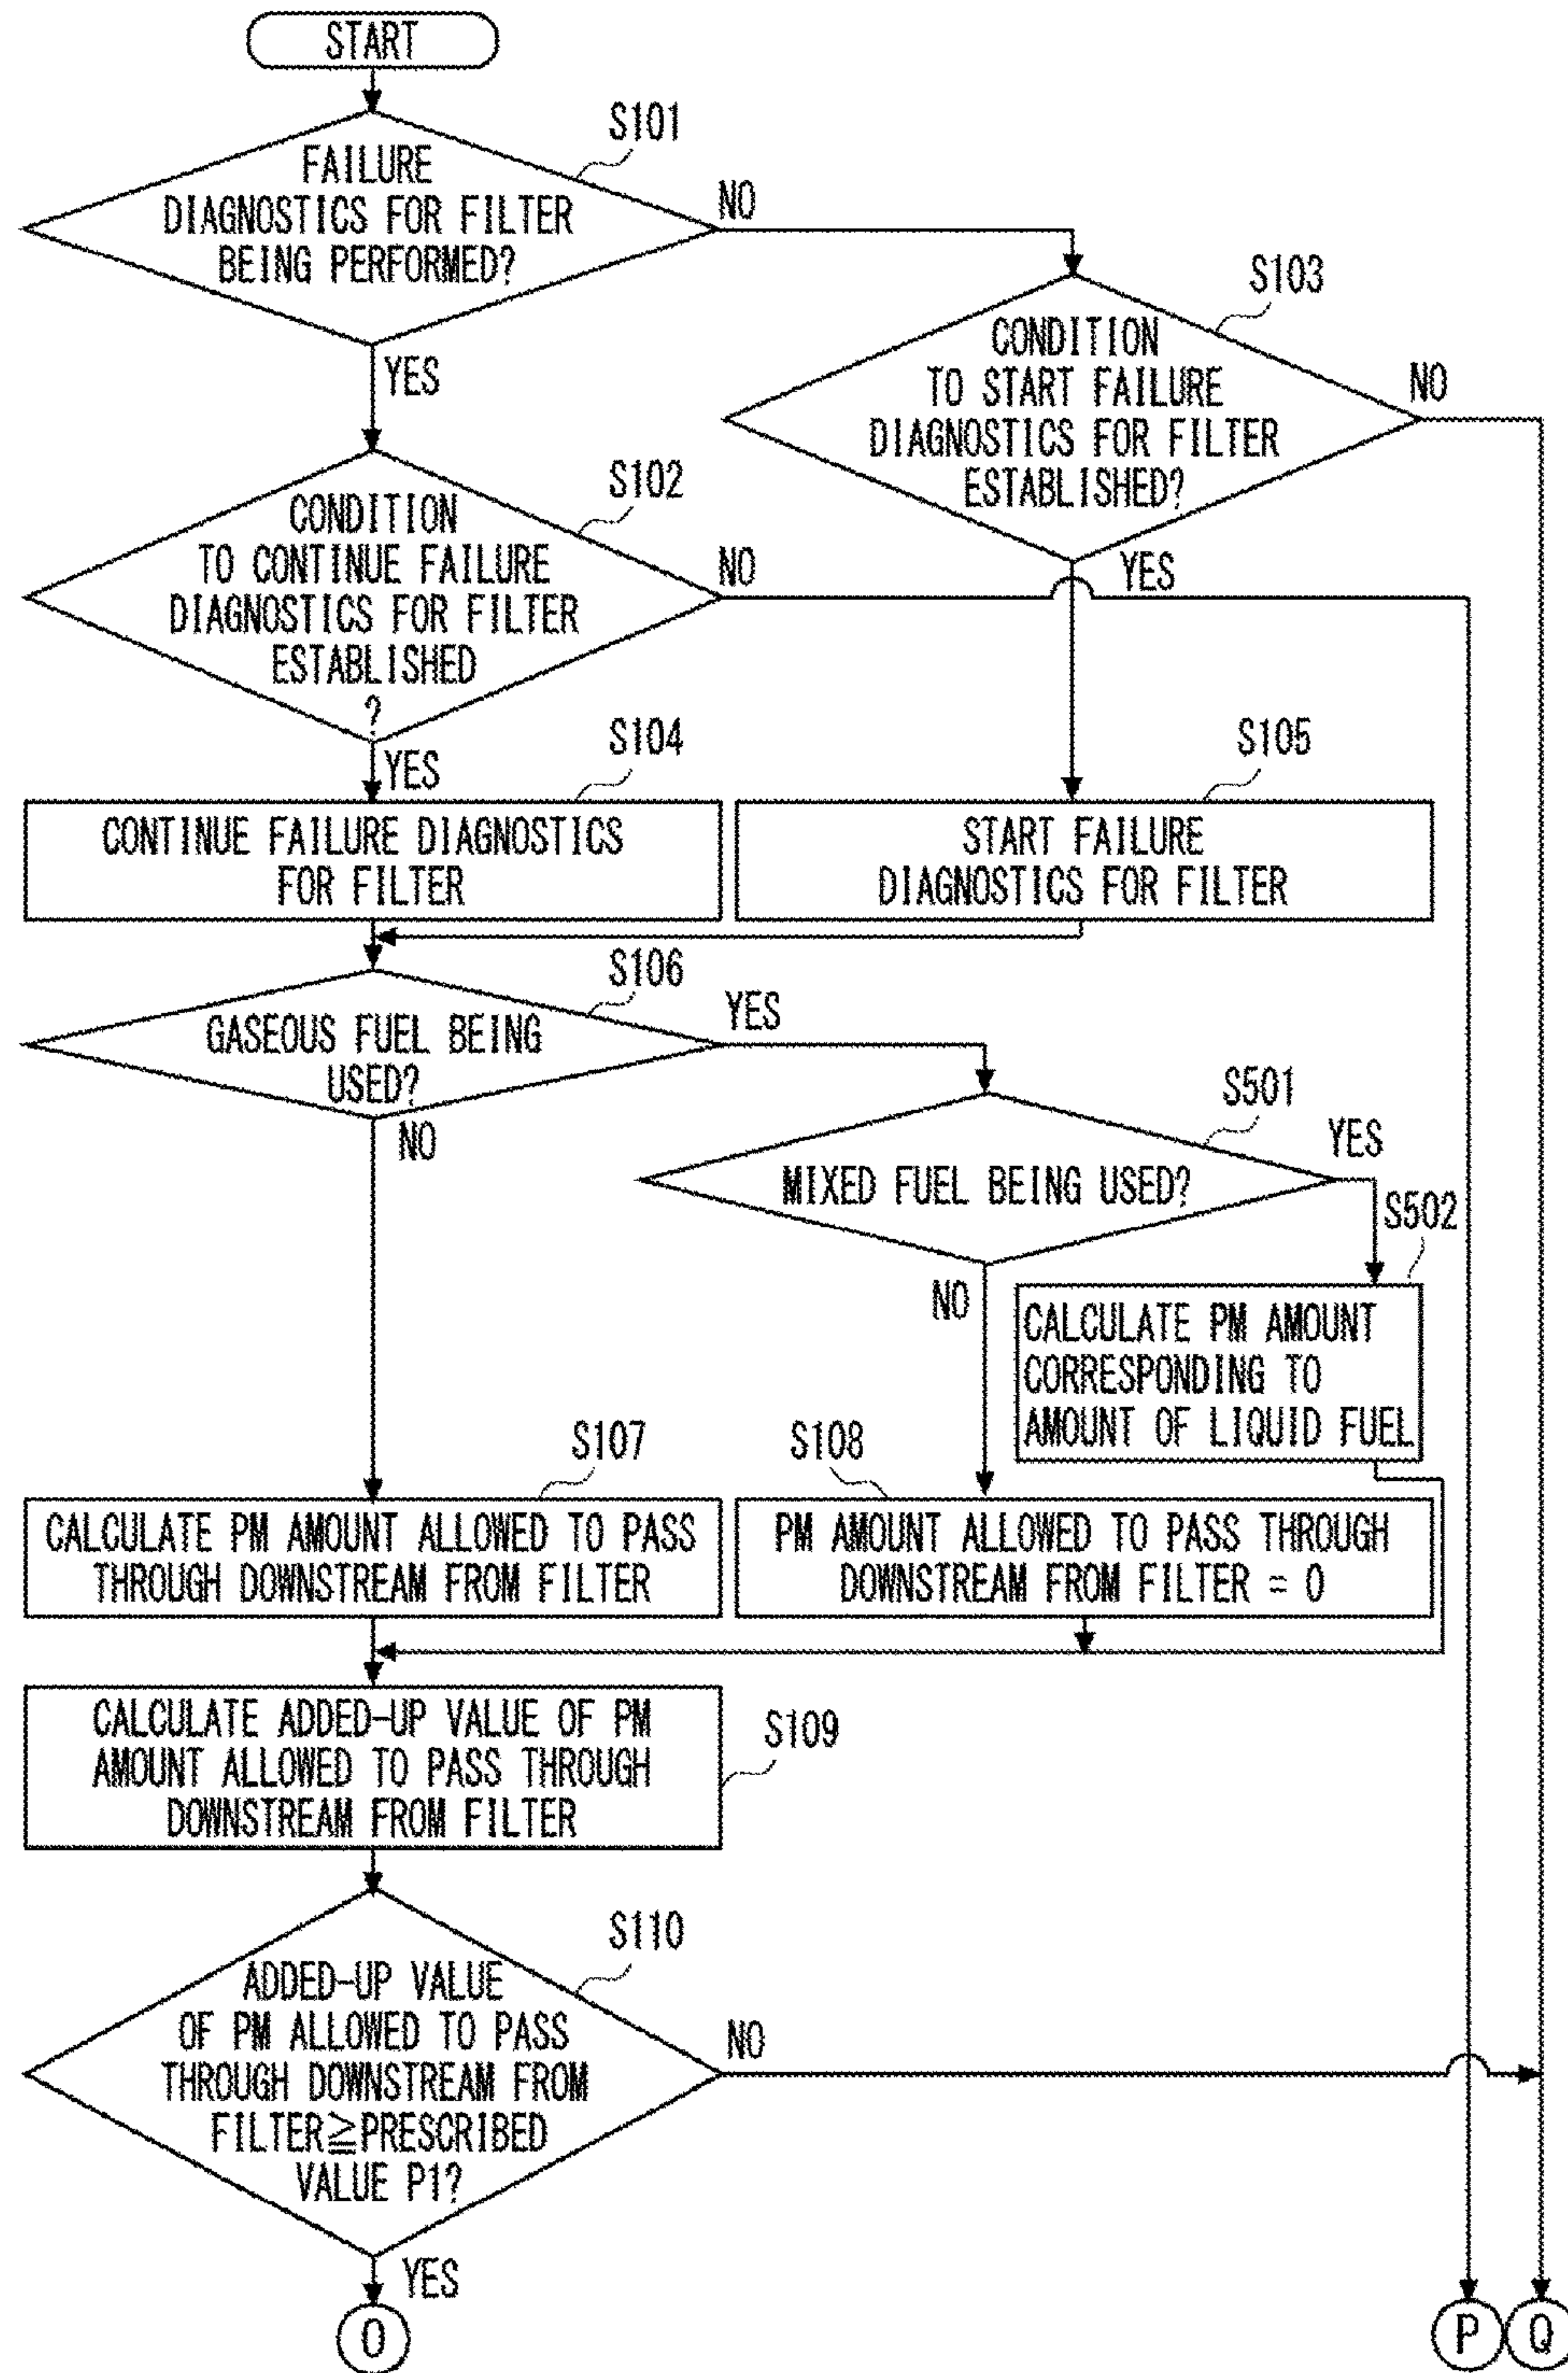 START
S101
FAILURE
DIAGNOSTICS FOR FILTER
BEING PERFORMED?
NO
YES
S103
CONDITION
TO START FAILURE
DIAGNOSTICS FOR FILTER
ESTABLISHED?
NO
YES
S102
CONDITION
TO CONTINUE FAILURE
DIAGNOSTICS FOR FILTER
ESTABLISHED
?
NO
YES
S104
CONTINUE FAILURE DIAGNOSTICS
FOR FILTER
S105
START FAILURE
DIAGNOSTICS FOR FILTER
S106
GASEOUS FUEL BEING
USED?
YES
NO
S501
MIXED FUEL BEING USED?
YES
NO
S502
CALCULATE PM AMOUNT
CORRESPONDING TO
AMOUNT OF LIQUID FUEL
S107
CALCULATE PM AMOUNT ALLOWED TO PASS
THROUGH DOWNSTREAM FROM FILTER
S108
PM AMOUNT ALLOWED TO PASS THROUGH
DOWNSTREAM FROM FILTER = 0
CALCULATE ADDED-UP VALUE OF PM
AMOUNT ALLOWED TO PASS THROUGH
DOWNSTREAM FROM FILTER
S109
S110
ADDED-UP VALUE
OF PM ALLOWED TO PASS
THROUGH DOWNSTREAM FROM
FILTER≧PRESCRIBED
VALUE P1?
NO
YES
O
P
Q